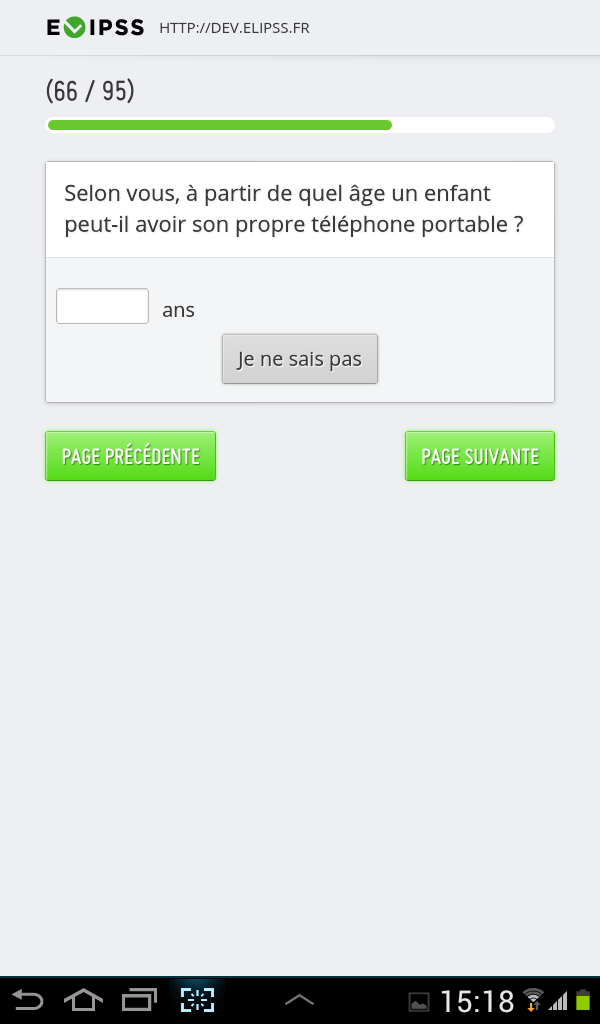 ELIPSS HTTP://DEV.ELIPSS.FR
(66 / 95)
Selon vous, à partir de quel âge un enfant
peut-il avoir son propre téléphone portable ?
ans
Je ne sais pas
PAGE PRÉCÉDENTE PAGE SUIVANTE
15:18